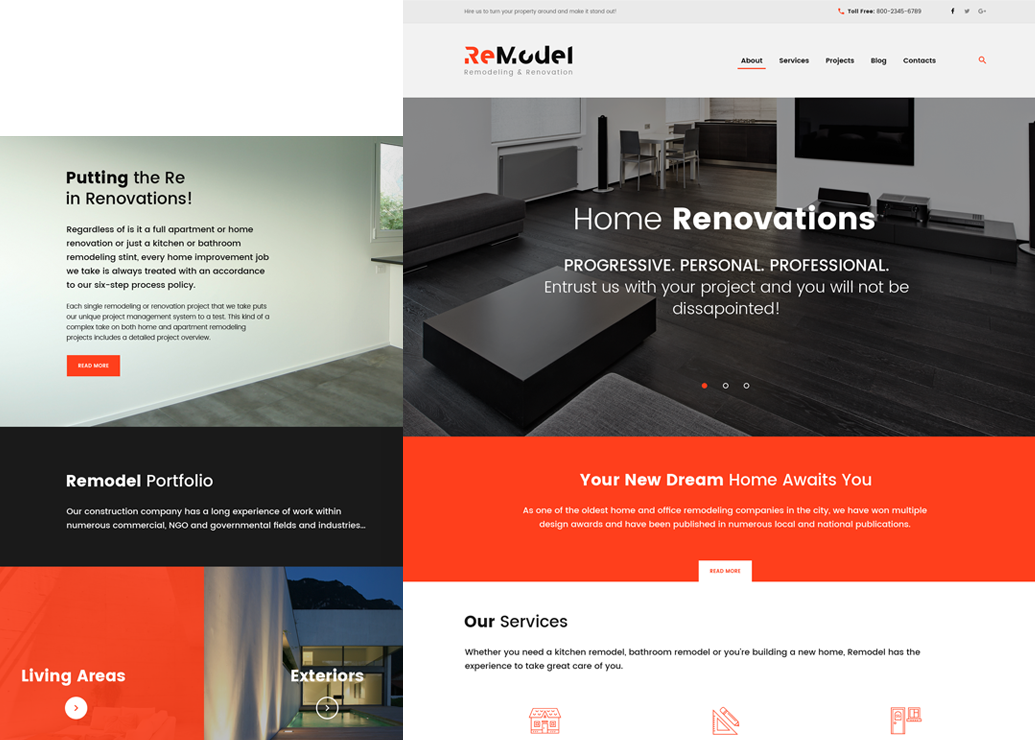 Hire us to turn your property around and make it stand out!
Toll Free: 800-2345-6789
ReModel
Remodeling & Renovation
About Services Projects Blog Contacts
Home Renovations
PROGRESSIVE. PERSONAL. PROFESSIONAL.
Entrust us with your project and you will not be
dissapointed!
Your New Dream Home Awaits You
As one of the oldest home and office remodeling companies in the city, we have won multiple
design awards and have been published in numerous local and national publications.
READ MORE
Our Services
Whether you need a kitchen remodel, bathroom remodel or you're building a new home, Remodel has the
experience to take great care of you.
Putting the Re
in Renovations!
Regardless of is it a full apartment or home
renovation or just a kitchen or bathroom
remodeling stint, every home improvement job
we take is always treated with an accordance
to our six-step process policy.
Each single remodeling or renovation project that we take puts
our unique project management system to a test. This kind of a
complex take on both home and apartment remodeling
projects includes a detailed project overview.
READ MORE
Remodel Portfolio
Our construction company has a long experience of work within
numerous commercial, NGO and governmental fields and industries...
Living Areas
Exteriors